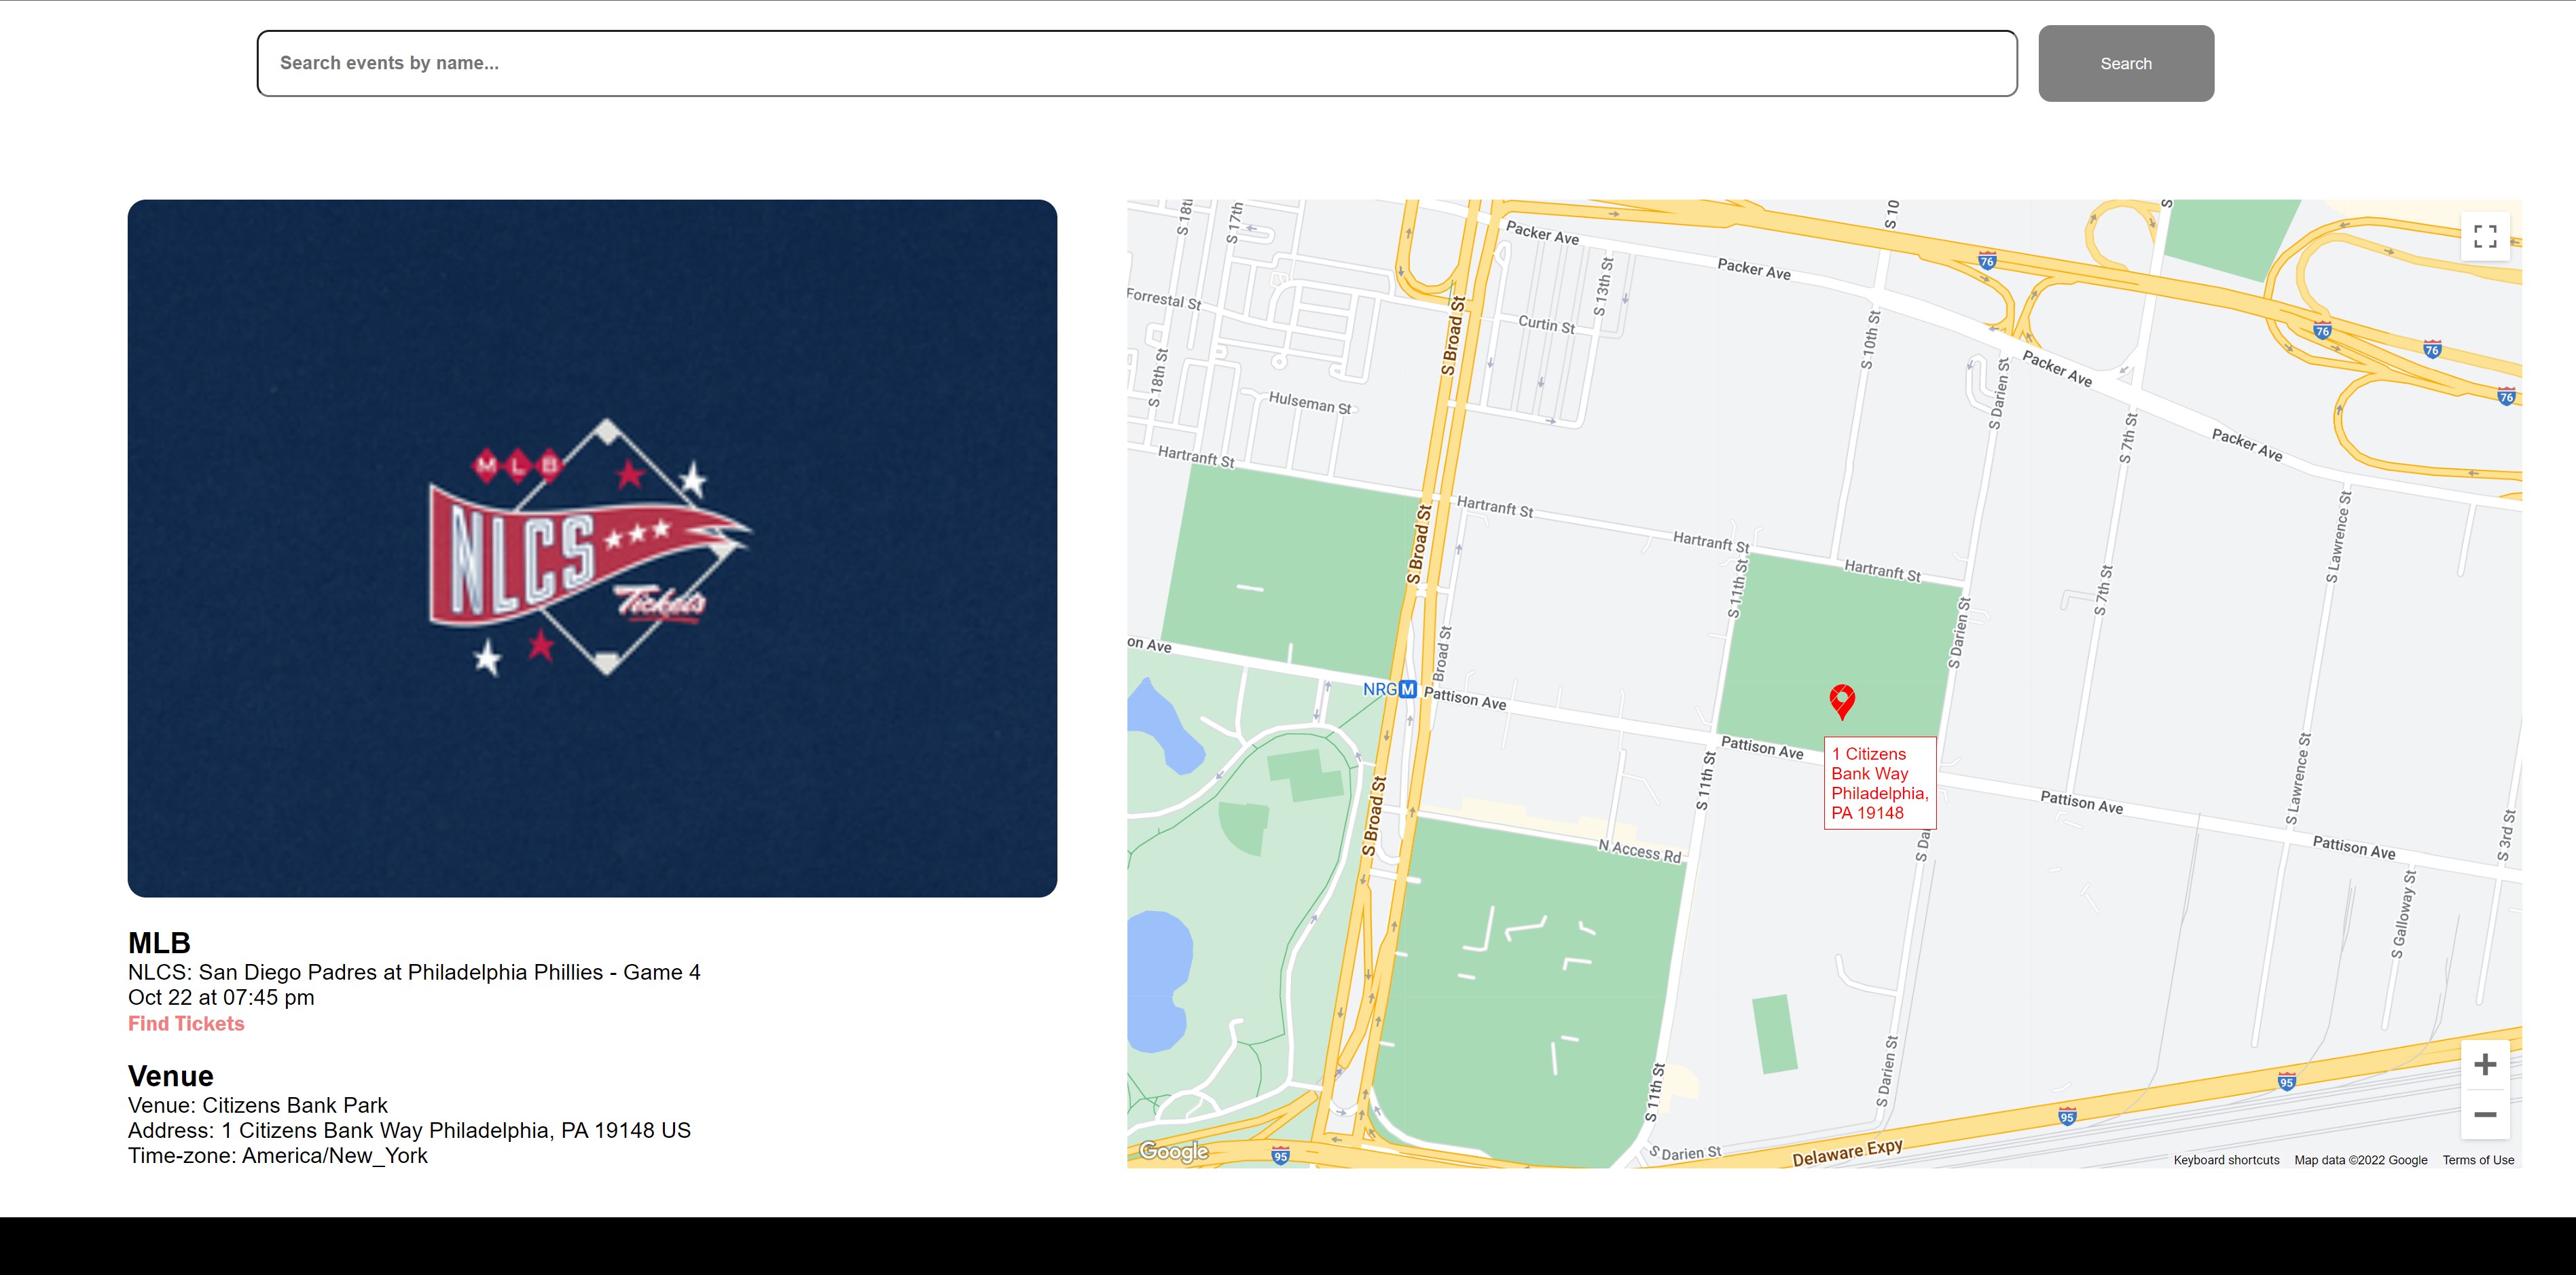 Search events by name...
Search
MLB
NLCS
Tickets
MLB
NLCS: San Diego Padres at Philadelphia Phillies - Game 4
Oct 22 at 07:45 pm
Find Tickets
Venue
Venue: Citizens Bank Park
Address: 1 Citizens Bank Way Philadelphia, PA 19148 US
Time-zone: America/New_York
S 18th
S 17th
Packer Ave
S 10
S
76
Packer Ave
S 13th St
Forrestal St
Curtin St
S Broad St
S 10th St
76
76
S 18th St
Packer Ave
S Darien St
76
Hulseman St
S 7th St
Packer Ave
Hartranft St
Hartranft St
S Broad St
Hartranft St
S Lawrence St
Hartranft St
S 11th St
S 7th St
on Ave
Broad St
S Darien St
NRG
M
Pattison Ave
Pattison Ave
1 Citizens
Bank Way
Philadelphia,
PA 19148
S 11th St
S Lawrence St
Pattison Ave
S Broad St
N Access Rd
S Da
Pattison Ave
S 3rd St
S Galloway St
S 11th St
S Darien St
95
95
95
S Darien St
Delaware Expy
Google
Keyboard shortcuts
Map data ©2022 Google
Terms of Use